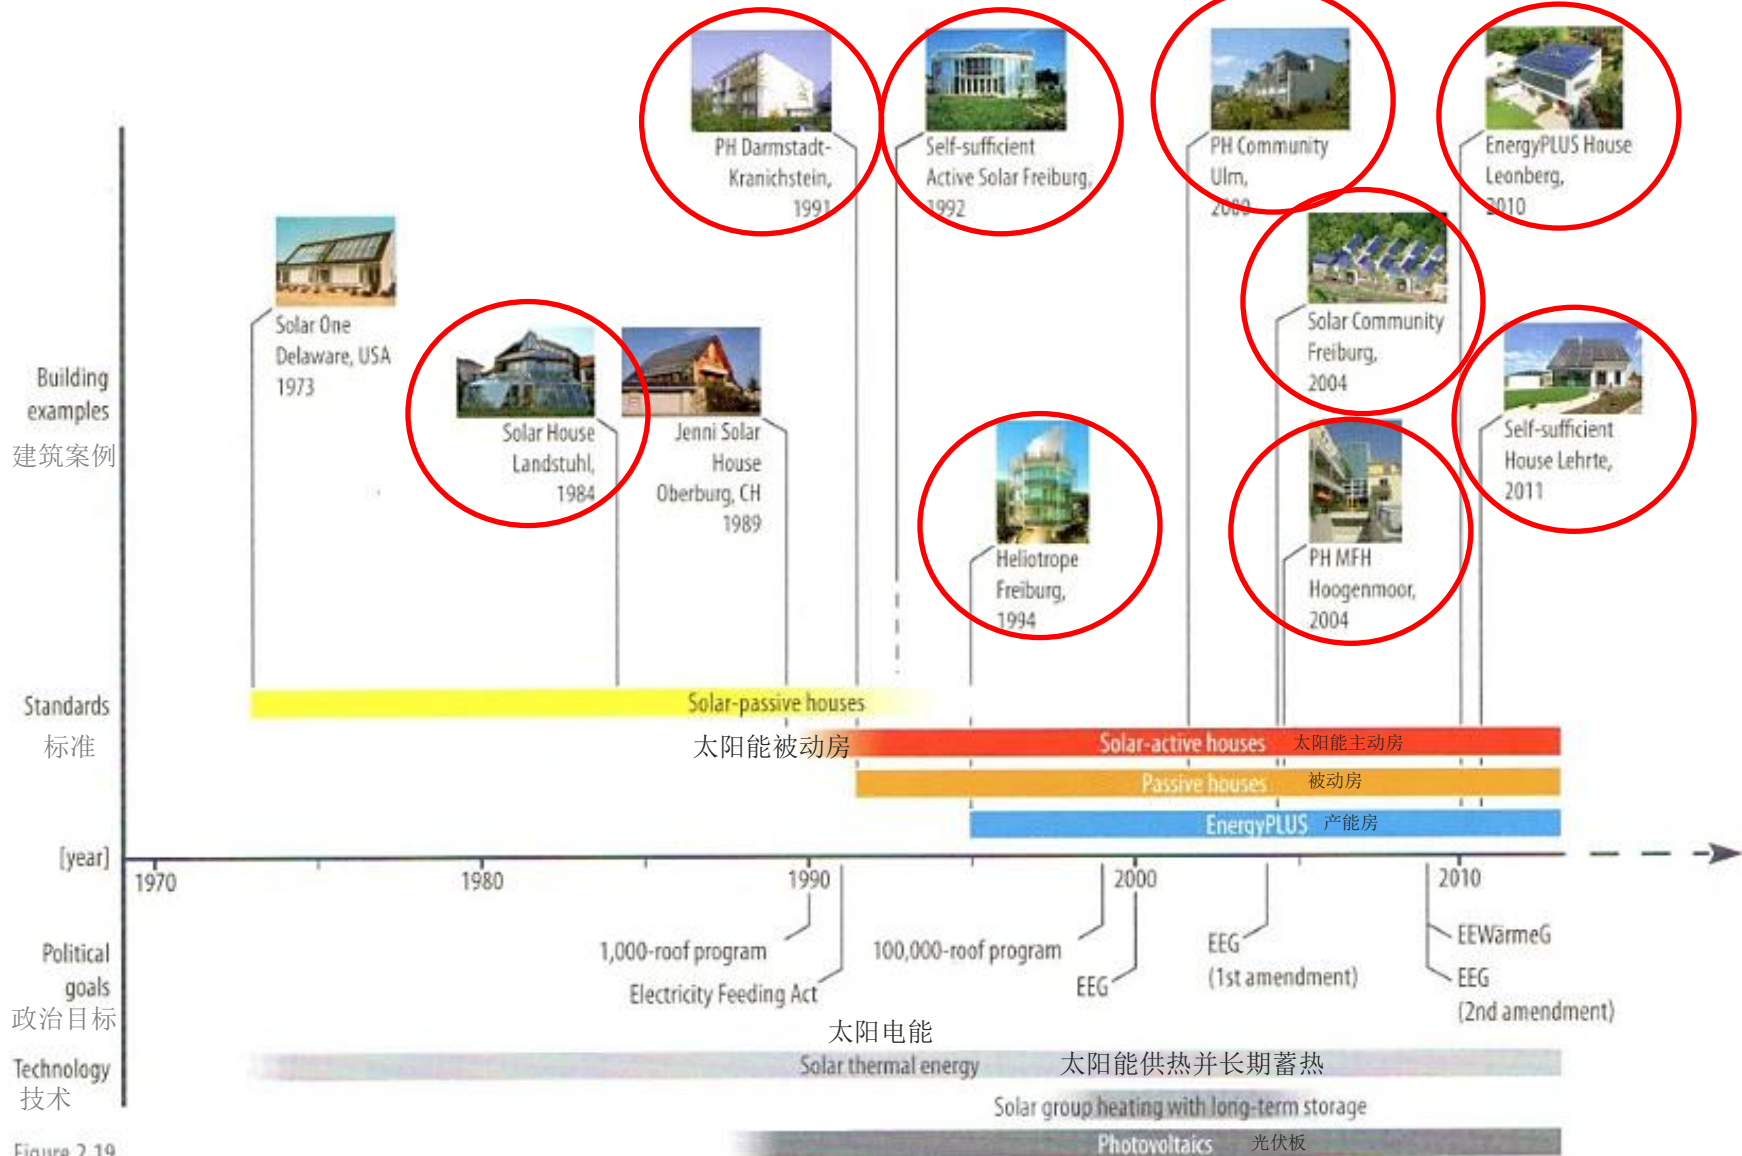 PH Darmstadt-
Kranichstein,
1991
Self-sufficient
Active Solar Freiburg,
1992
PH Community
Ulm,
2000
EnergyPLUS House
Leonberg,
2010
Solar One
Delaware, USA
1973
Solar Community
Freiburg,
2004
Building
examples
建筑案例
Solar House
Landstuhl,
1984
Jenni Solar
House
Oberburg, CH
1989
Self-sufficient
House Lehrte,
2011
Heliotrope
Freiburg,
1994
PH MFH
Hoogenmoor,
2004
Standards
标准
Solar-passive houses
太阳能被动房
Solar-active houses 太阳能主动房
Passive houses 被动房
EnergyPLUS 产能房
[year]
1970 1980 1990 2000 2010
Political
goals
政治目标
1,000-roof program
Electricity Feeding Act
100,000-roof program
EEG
EEG
(1st amendment)
EEWärmeG
EEG
(2nd amendment)
太阳电能
Technology
技术
Solar thermal energy 太阳能供热并长期蓄热
Solar group heating with long-term storage
Photovoltaics 光伏板
Figure 2.19